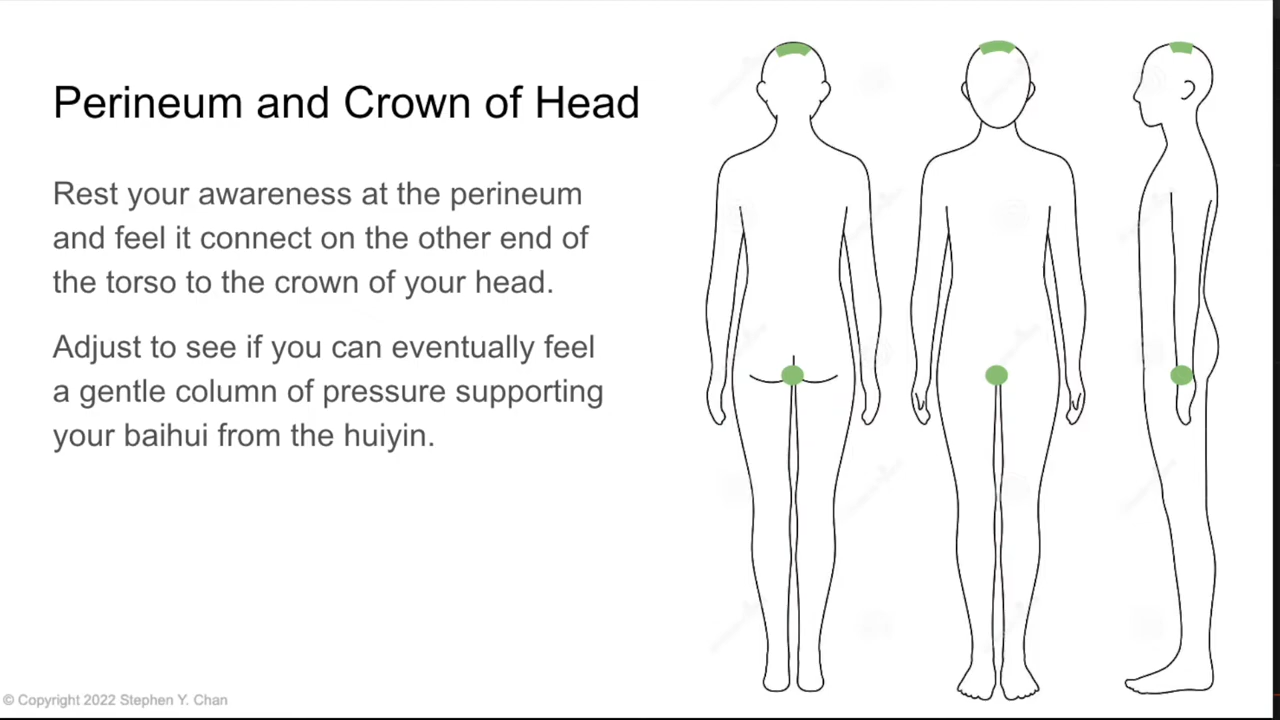 Perineum and Crown of Head
Rest your awareness at the perineum
and feel it connect on the other end of
the torso to the crown of your head.
Adjust to see if you can eventually feel
a gentle column of pressure supporting
your baihui from the huiyin.
© Copyright 2022 Stephen Y. Chan